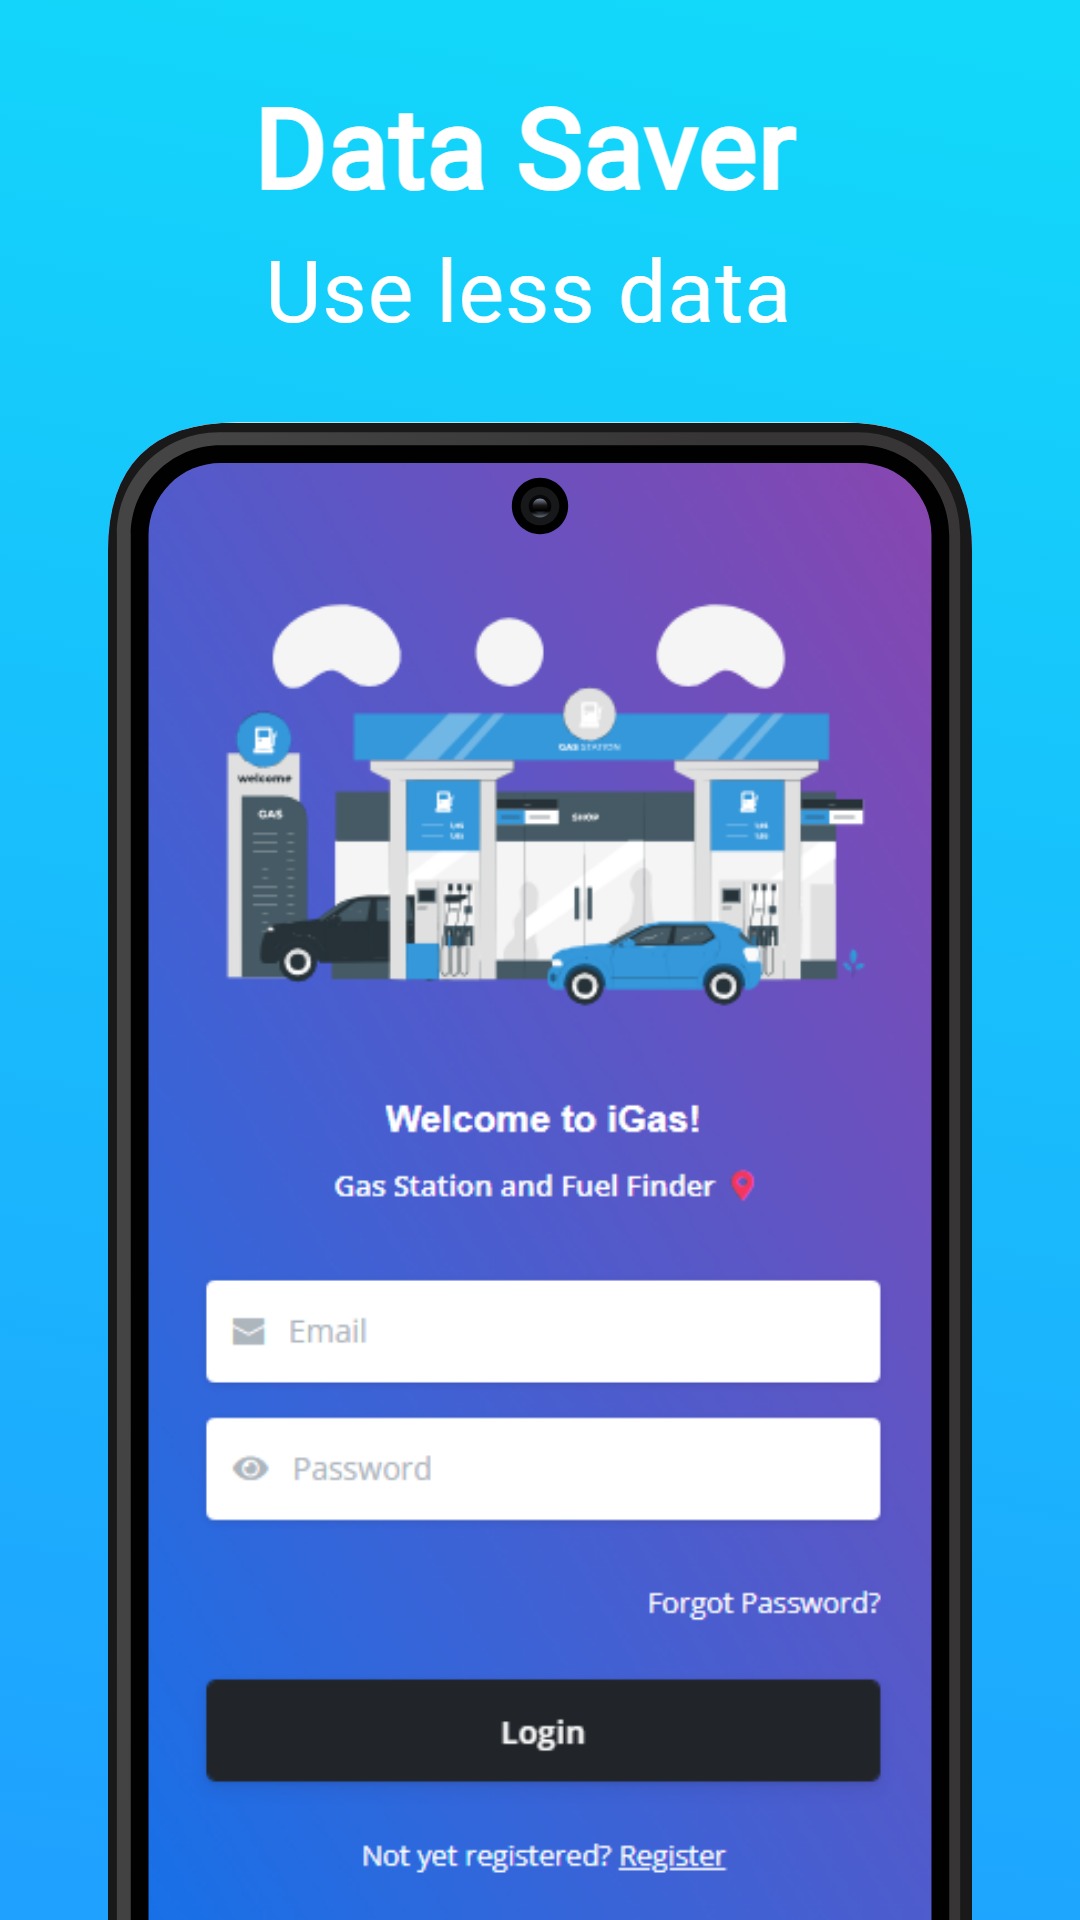 Data Saver
Use less data
GAS STATION
welcome
GAS
SHOP
Welcome to iGas!
Gas Station and Fuel Finder
Email
Password
Forgot Password?
Login
Not yet registered? Register